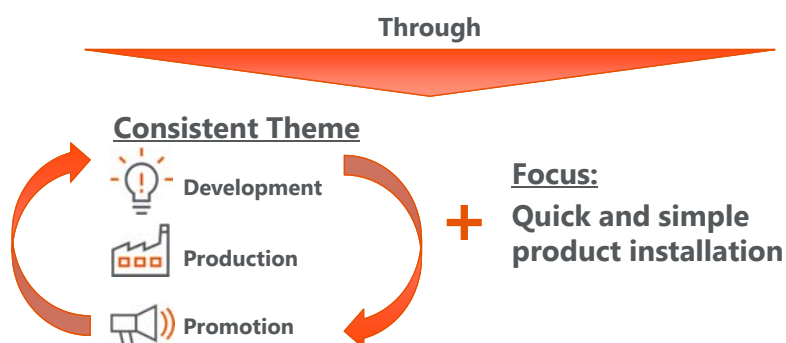 Through
Consistent Theme
Development
Production
Promotion
+
Focus:
Quick and simple
product installation